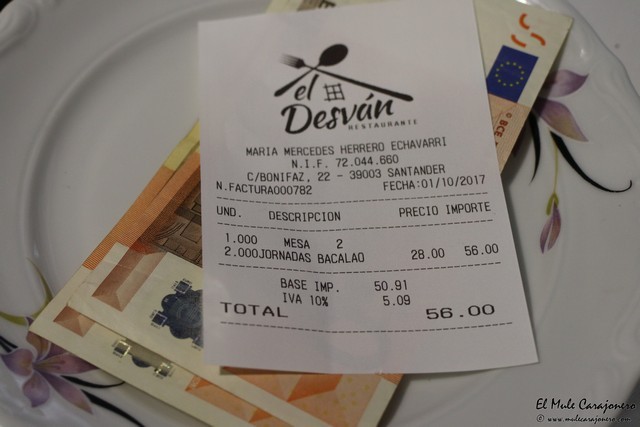 el
Desván
RESTAURANTE
MARIA MERCEDES HERRERO ECHAVARRI
N.I.F. 72.044.660
C/BONIFAZ, 22 - 39003 SANTANDER
N.FACTURA000782 FECHA:01/10/2017
UND. DESCRIPCION PRECIO IMPORTE
1.000 MESA 2
2.000JORNADAS BACALAO 28.00 56.00
BASE IMP. 50.91
IVA 10% 5.09
TOTAL 56.00
BCE
El Mule Carajonero
© www.mulecarajonero.com